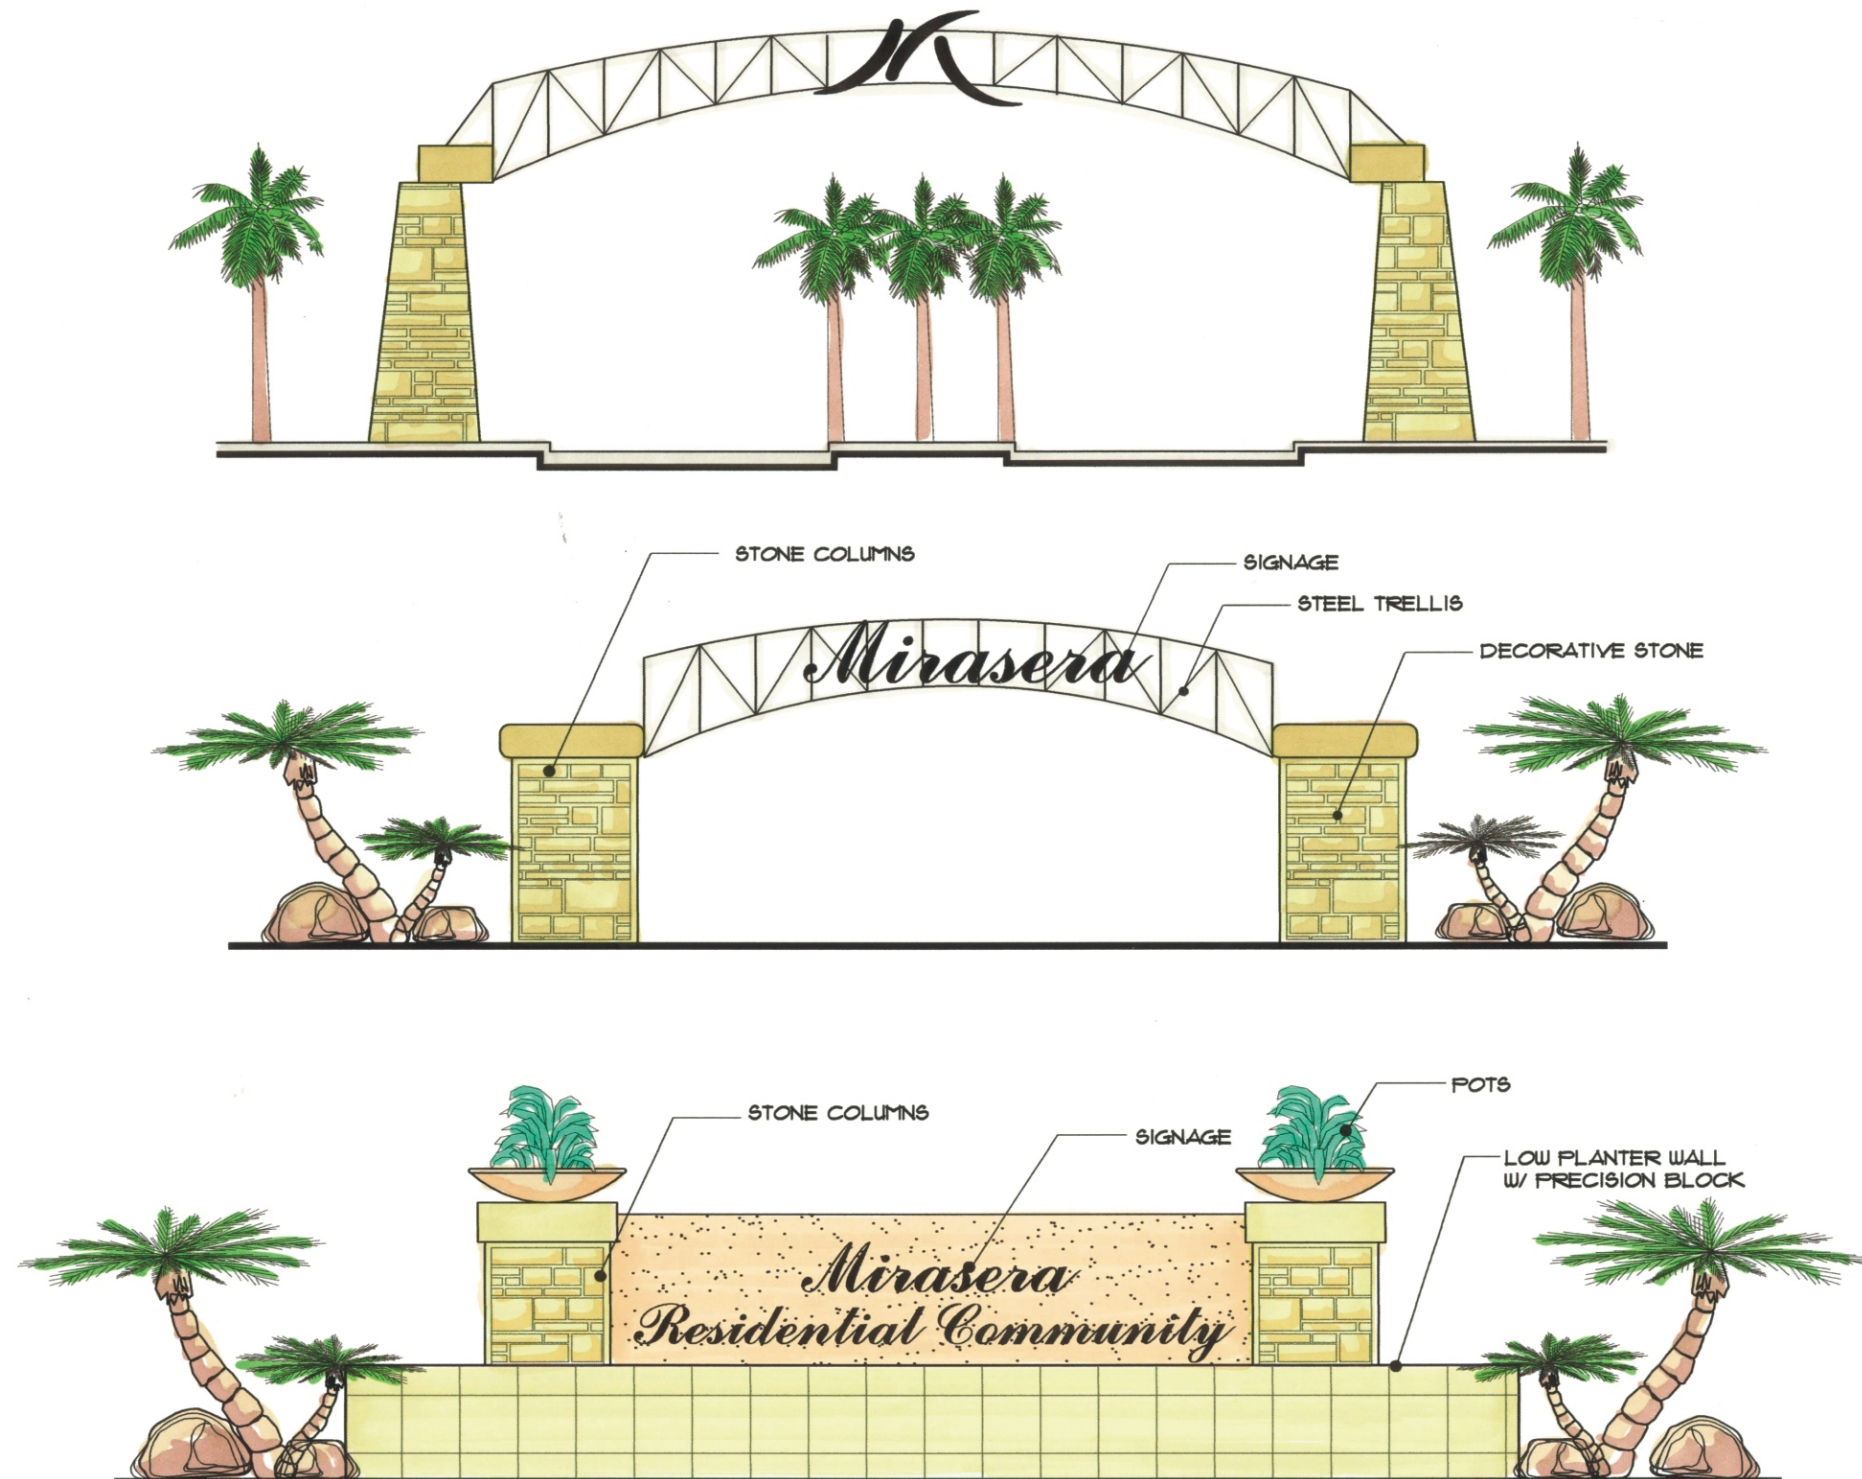 STONE COLUMNS
SIGNAGE
STEEL TRELLIS
Mirasera
DECORATIVE STONE
POTS
STONE COLUMNS
SIGNAGE
LOW PLANTER WALL
W/ PRECISION BLOCK
Mirasera
Residential Community